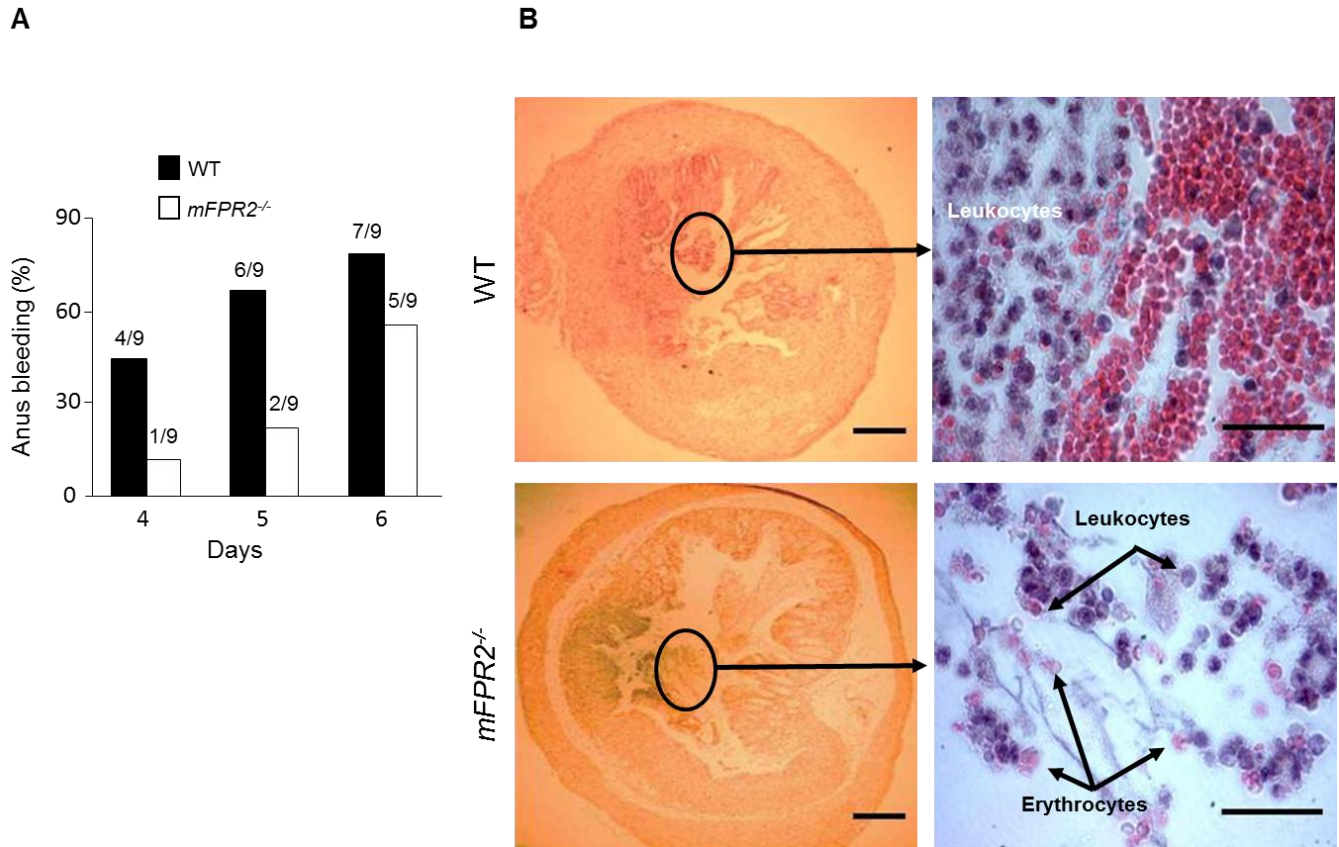 A
B
WT
mFPR2-/-
Anus bleeding (%)
90
60
30
0
4/9
1/9
6/9
2/9
7/9
5/9
4
5
6
Days
WT
Leukocytes
mFPR2-/-
Leukocytes
Erythrocytes